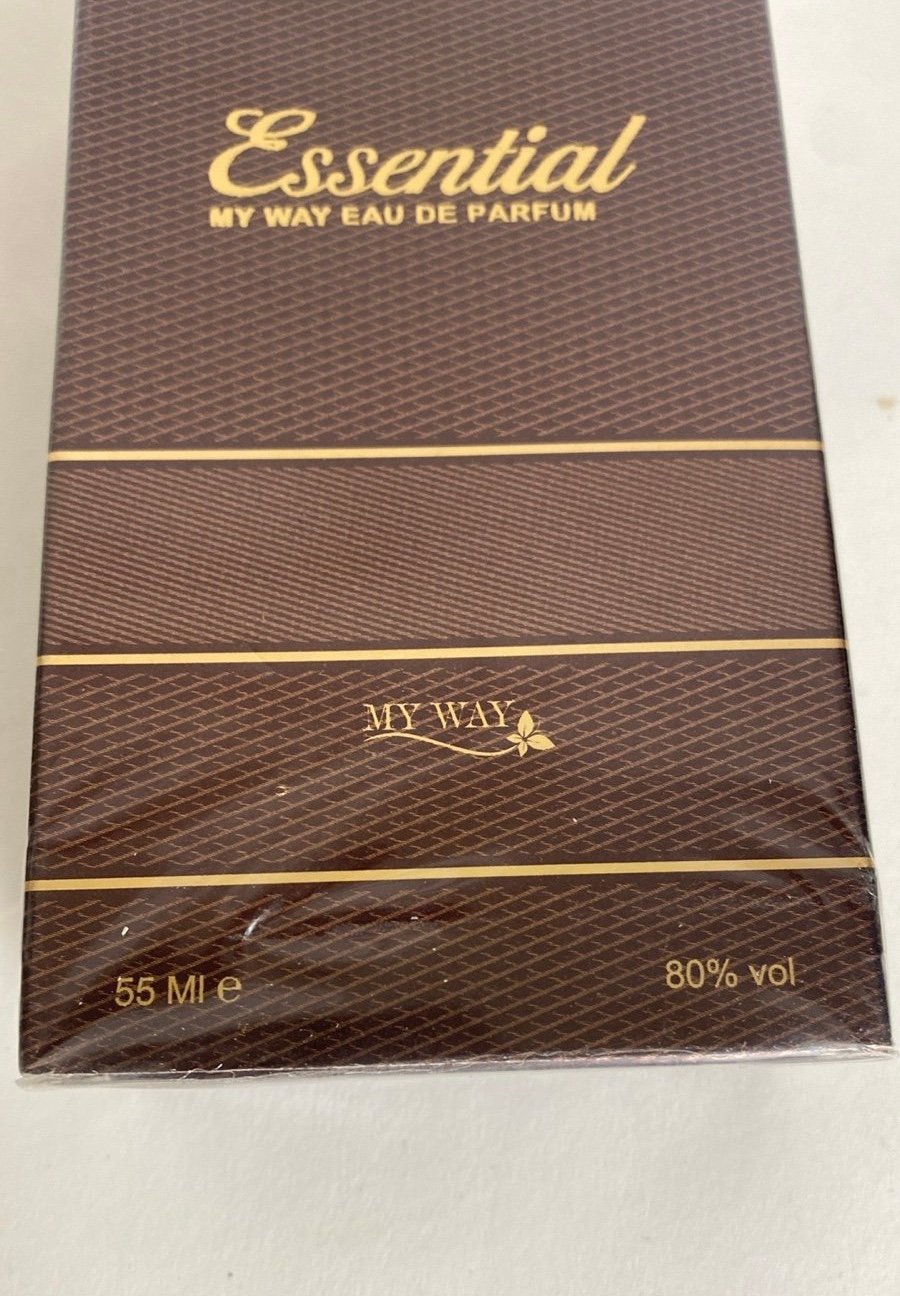 Essential
MY WAY EAU DE PARFUM
MY WAY
55 Ml e
80% vol